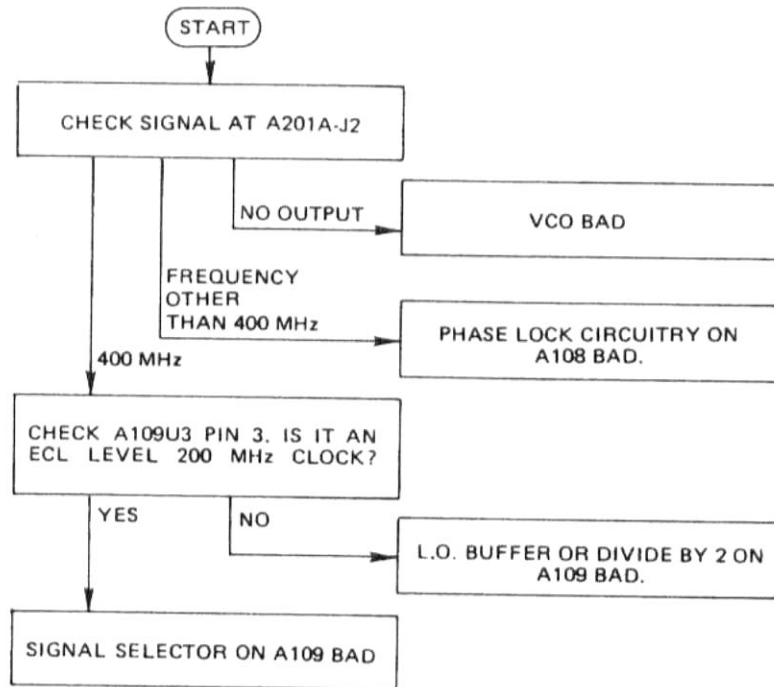 START
CHECK SIGNAL AT A201A-J2
NO OUTPUT
VCO BAD
FREQUENCY
OTHER
THAN 400 MHz
PHASE LOCK CIRCUITRY ON
A108 BAD.
400 MHz
CHECK A109U3 PIN 3. IS IT AN
ECL LEVEL 200 MHz CLOCK?
YES
NO
L.O. BUFFER OR DIVIDE BY 2 ON
A109 BAD.
SIGNAL SELECTOR ON A109 BAD